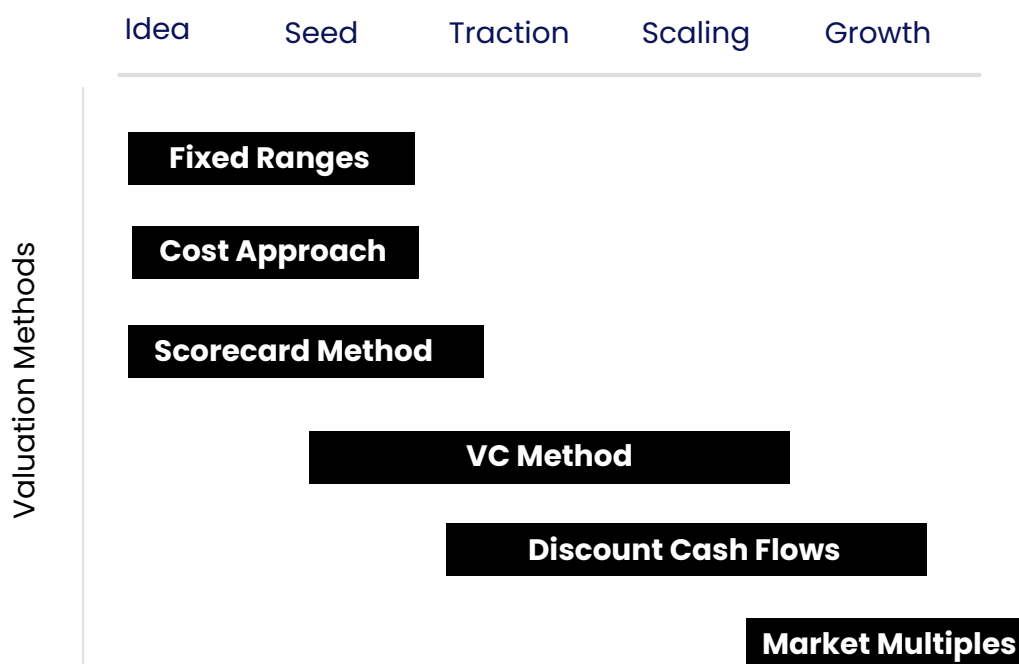 Idea
Seed
Traction
Scaling
Growth
Valuation Methods
Fixed Ranges
Cost Approach
Scorecard Method
VC Method
Discount Cash Flows
Market Multiples